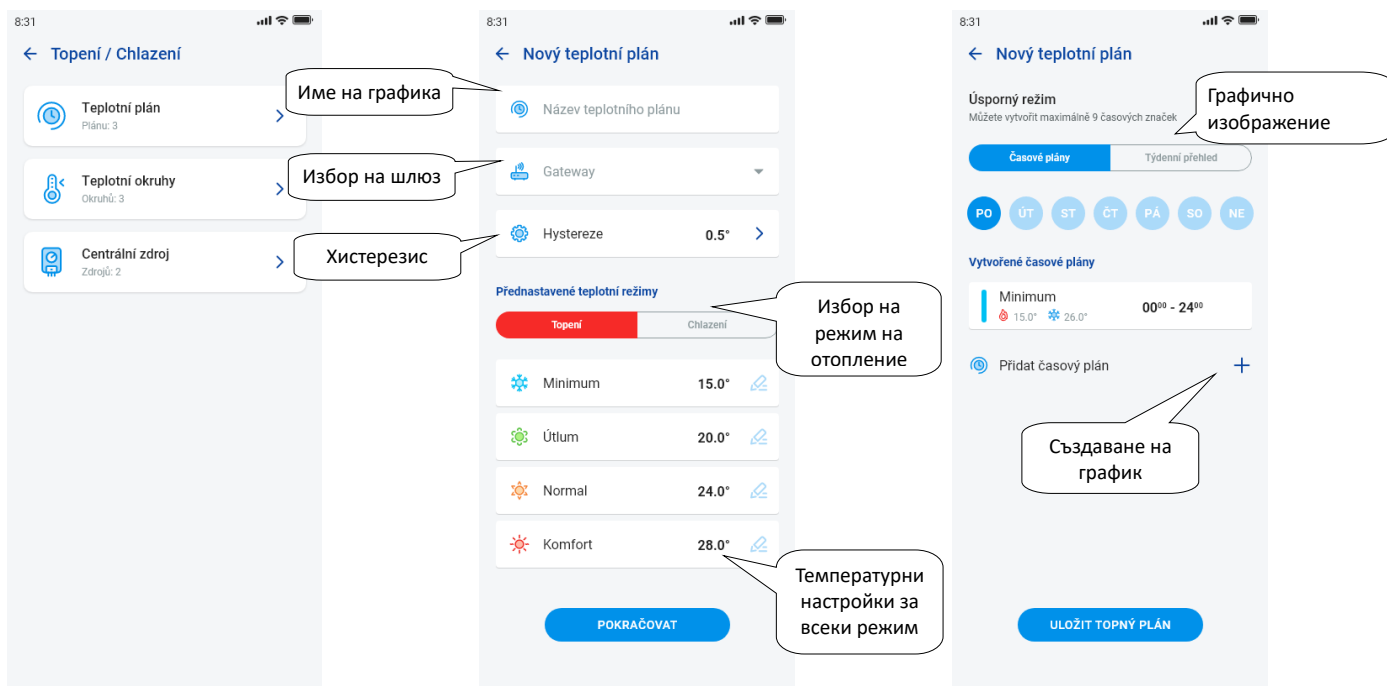 8:31
Topení / Chlazení
Teplotní plán
Plánu: 3
Teplotní okruhy
Okruhů: 3
Centrální zdroj
Zdrojů: 2
8:31
Nový teplotní plán
Име на графика
Název teplotního plánu
Избор на шлюз
Gateway
Хистерезис
Hystereze
0.5°
Přednastavené teplotní režimy
Topení
Chlazení
Избор на
режим на
отопление
Minimum
15.0°
Útlum
20.0°
Normal
24.0°
Komfort
28.0°
Температурни
настройки за
всеки режим
POKRAČOVAT
8:31
Nový teplotní plán
Úsporný režim
Můžete vytvořit maximálně 9 časových značek
Графично
изображение
Časové plány
Týdenní přehled
PO ÚT ST ČT PÁ SO NE
Vytvořené časové plány
Minimum
15.0° 26.0°
00⁰⁰ - 24⁰⁰
Přidat časový plán
Създаване на
график
ULOŽIT TOPNÝ PLÁN